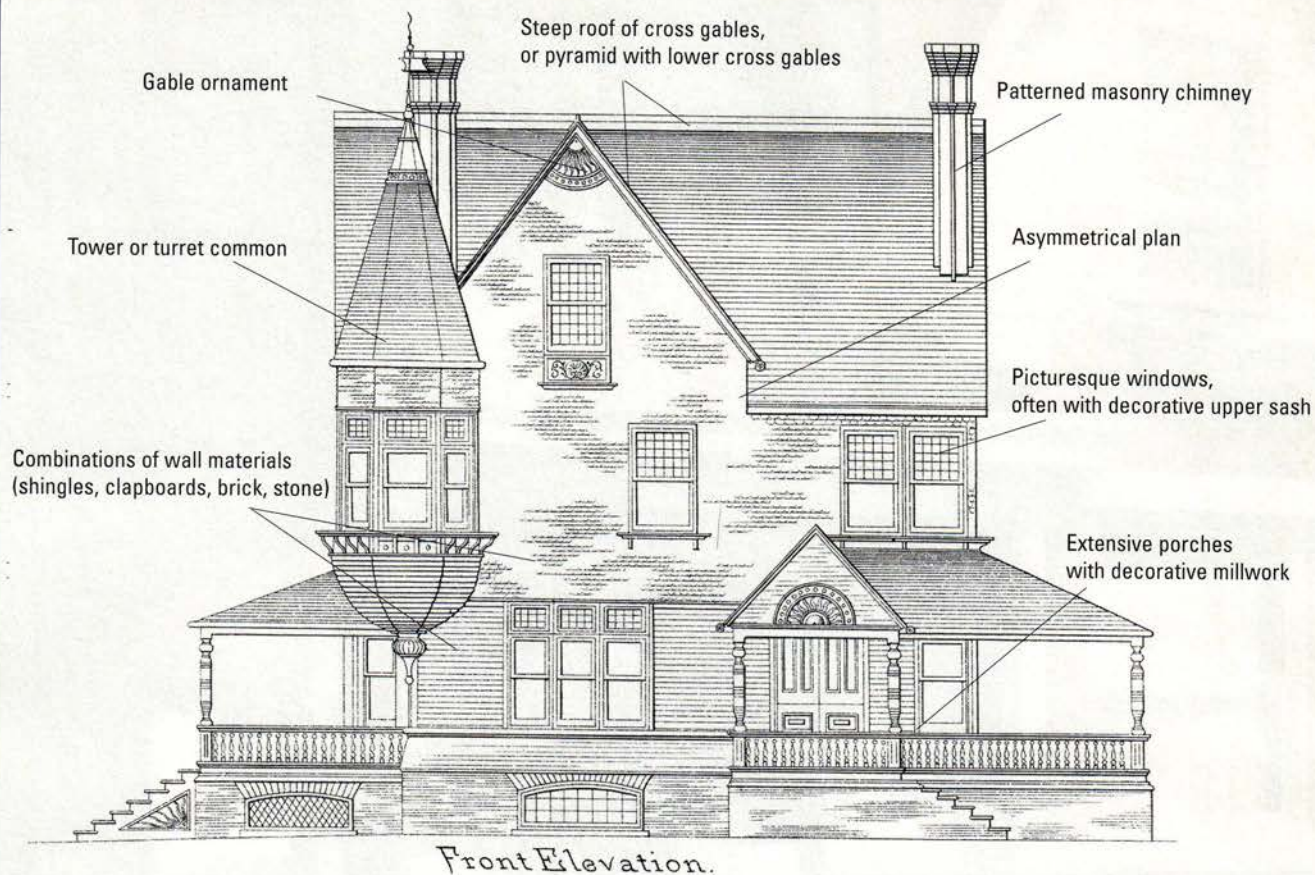 Steep roof of cross gables,
or pyramid with lower cross gables
Gable ornament
Patterned masonry chimney
Tower or turret common
Asymmetrical plan
Picturesque windows,
often with decorative upper sash
Combinations of wall materials
(shingles, clapboards, brick, stone)
Extensive porches
with decorative millwork
Front Elevation.